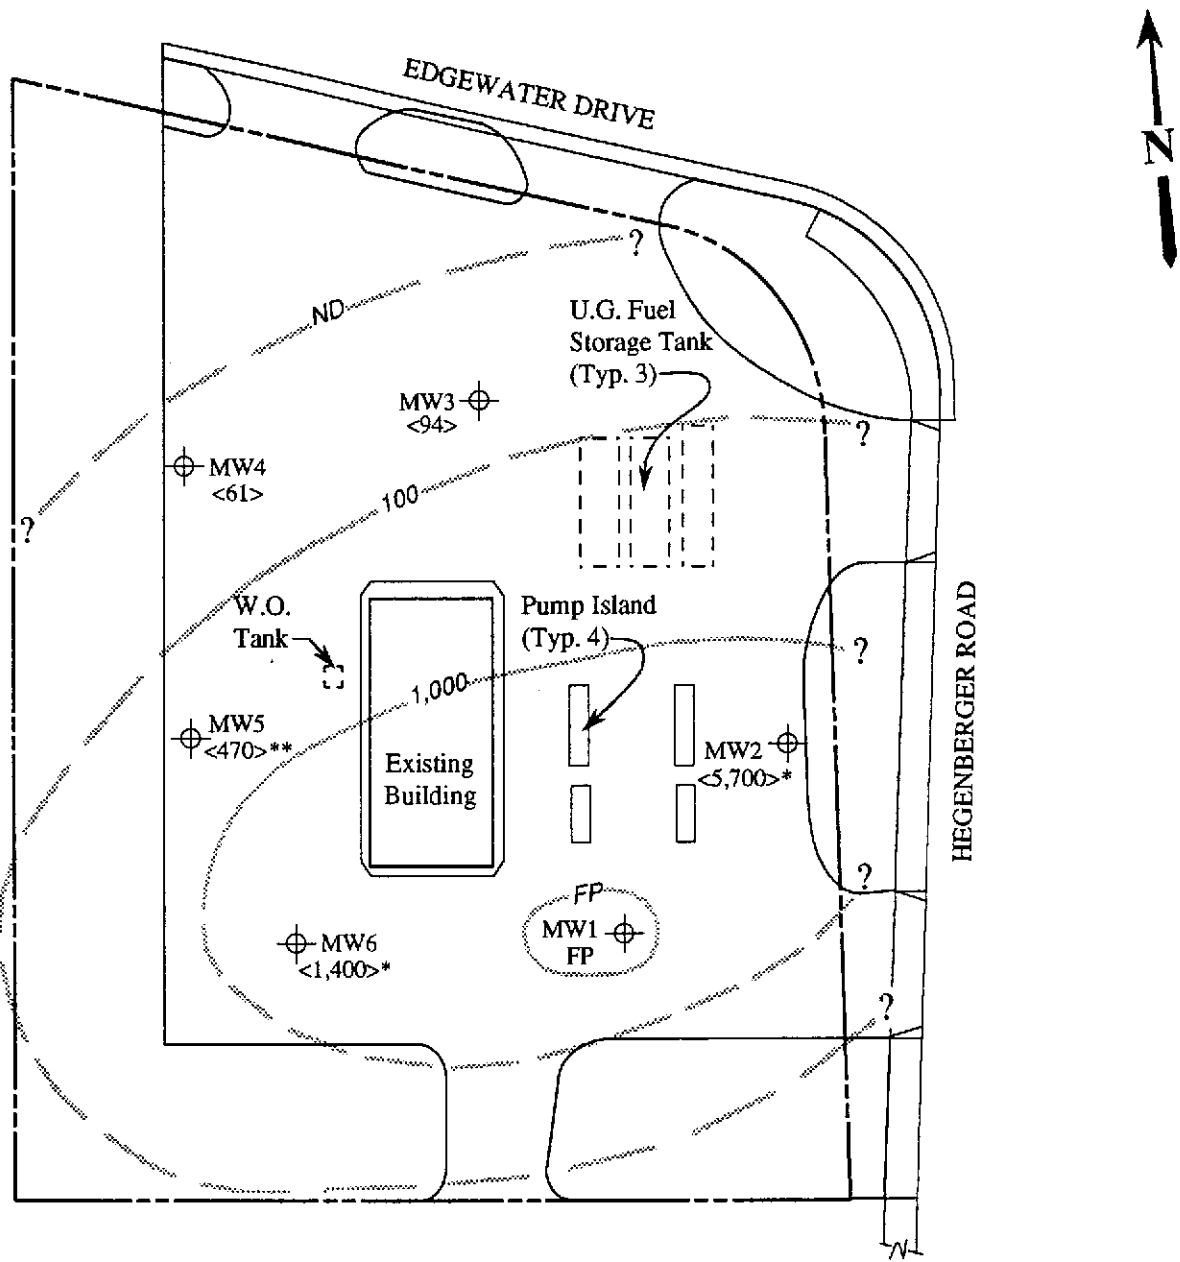 EDGEWATER DRIVE
N
?
ND
U.G. Fuel
Storage Tank
(Typ. 3)
MW3
<94>
?
MW4
<61>
100
?
W.O.
Tank
Pump Island
(Typ. 4)
?
HEGENBERGER ROAD
1,000
MW5
<470>**
MW2
<5,700>*
Existing
Building
?
FP
MW1
FP
MW6
<1,400>*
?
N